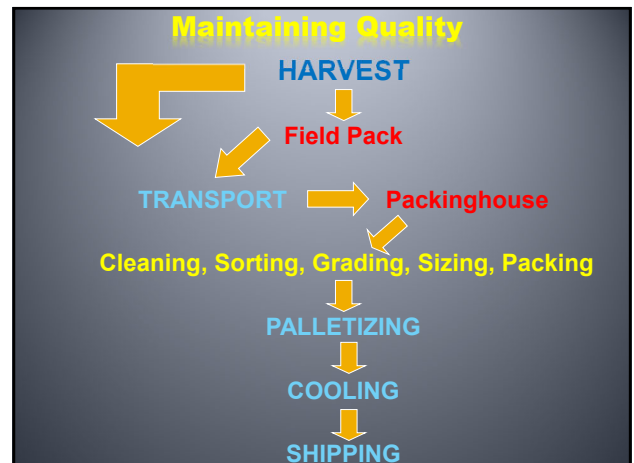 Maintaining Quality
HARVEST
Field Pack
TRANSPORT
Packinghouse
Cleaning, Sorting, Grading, Sizing, Packing
PALLETIZING
COOLING
SHIPPING